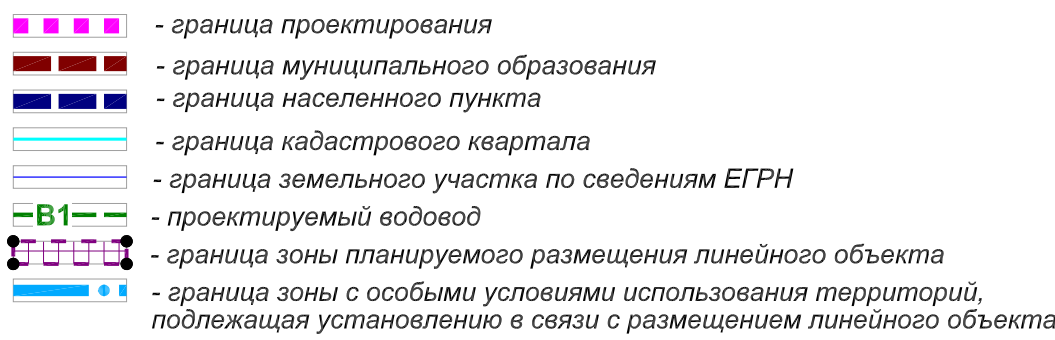 - граница проектирования
- граница муниципального образования
- граница населенного пункта
- граница кадастрового квартала
- граница земельного участка по сведениям ЕГРН
В1 - проектируемый водовод
- граница зоны планируемого размещения линейного объекта
- граница зоны с особыми условиями использования территорий,
подлежащая установлению в связи с размещением линейного объекта